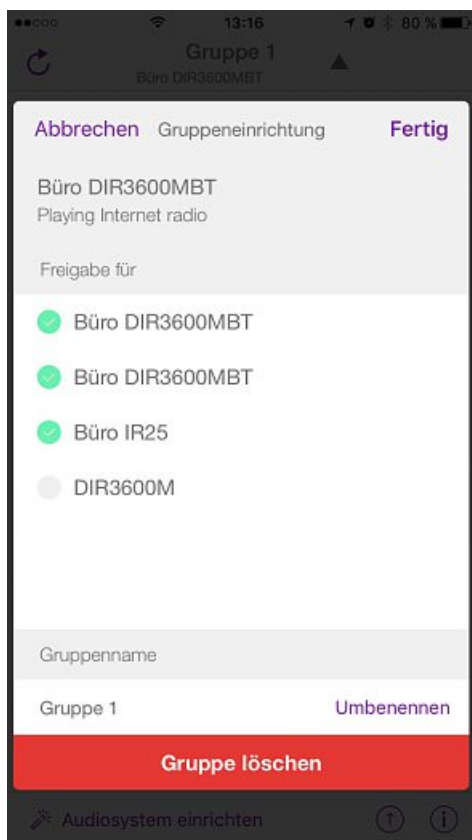 13:16 80 %
Gruppe 1
Büro DIR3600MBT
Abbrechen Gruppeneinrichtung Fertig
Büro DIR3600MBT
Playing Internet radio
Freigabe für
Büro DIR3600MBT
Büro DIR3600MBT
Büro IR25
DIR3600M
Gruppenname
Gruppe 1 Umbenennen
Gruppe löschen
Audiosystem einrichten